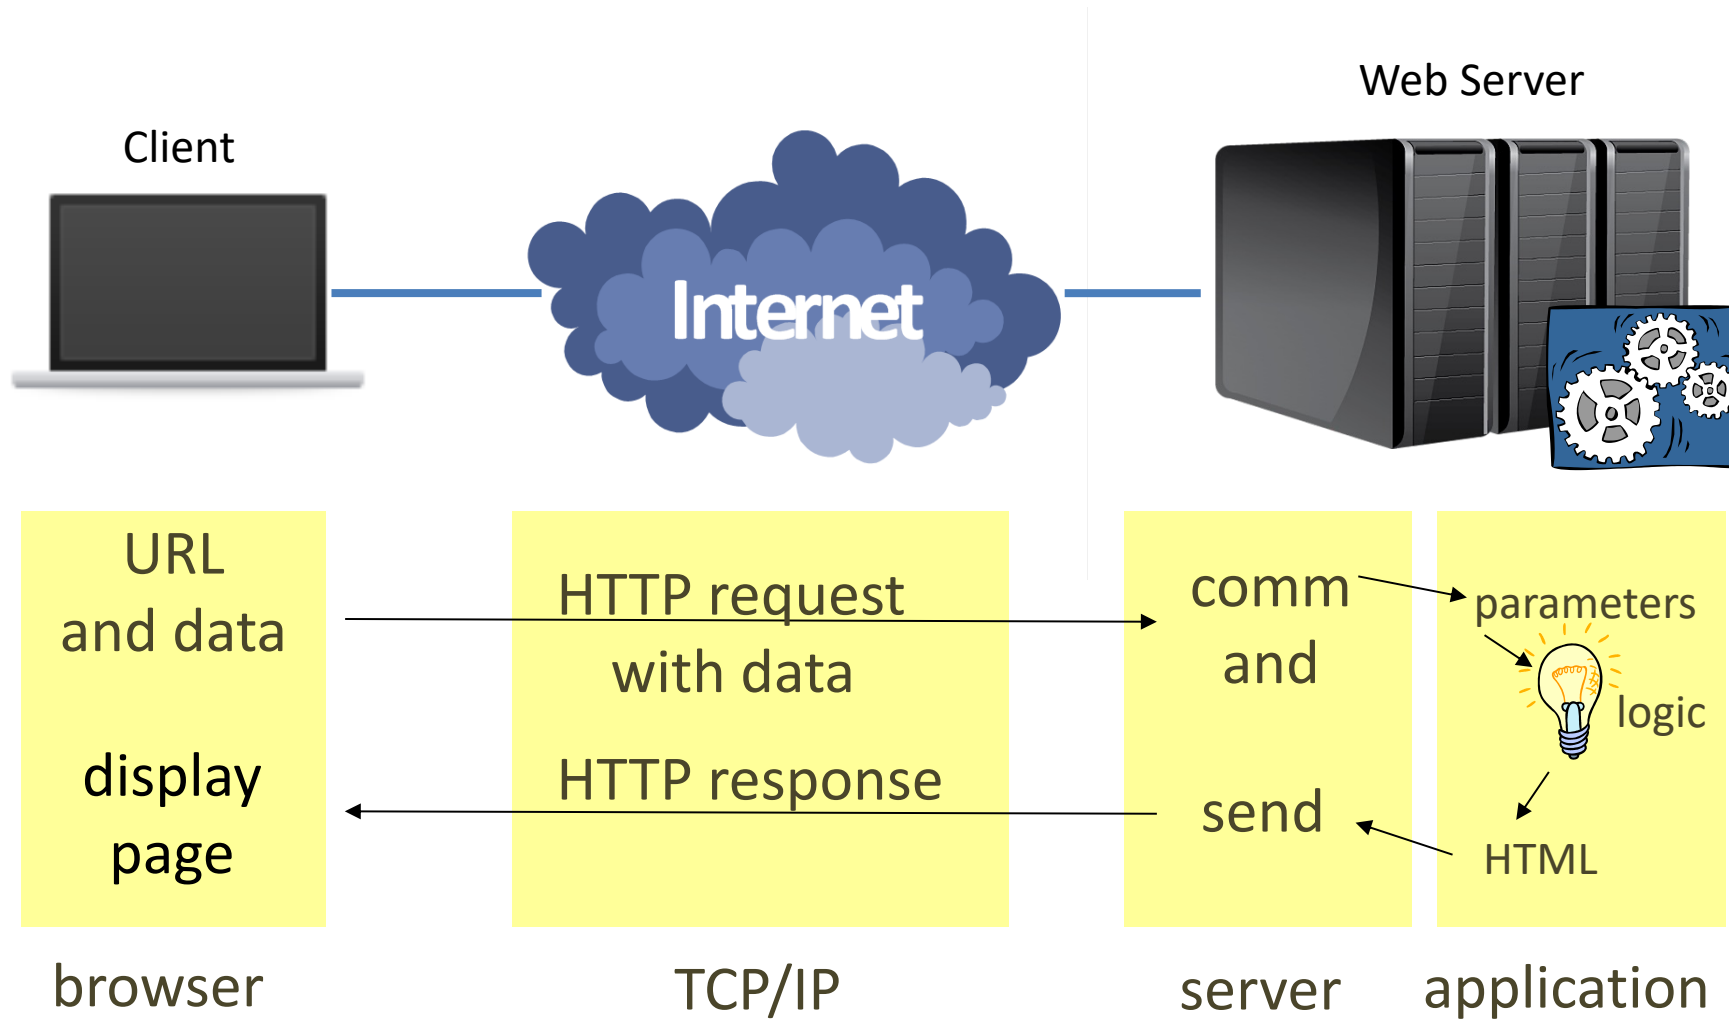 Client
Web Server
Internet
URL
and data
display
page
HTTP request
with data
HTTP response
comm
and
send
parameters
logic
HTML
browser
TCP/IP
server
application